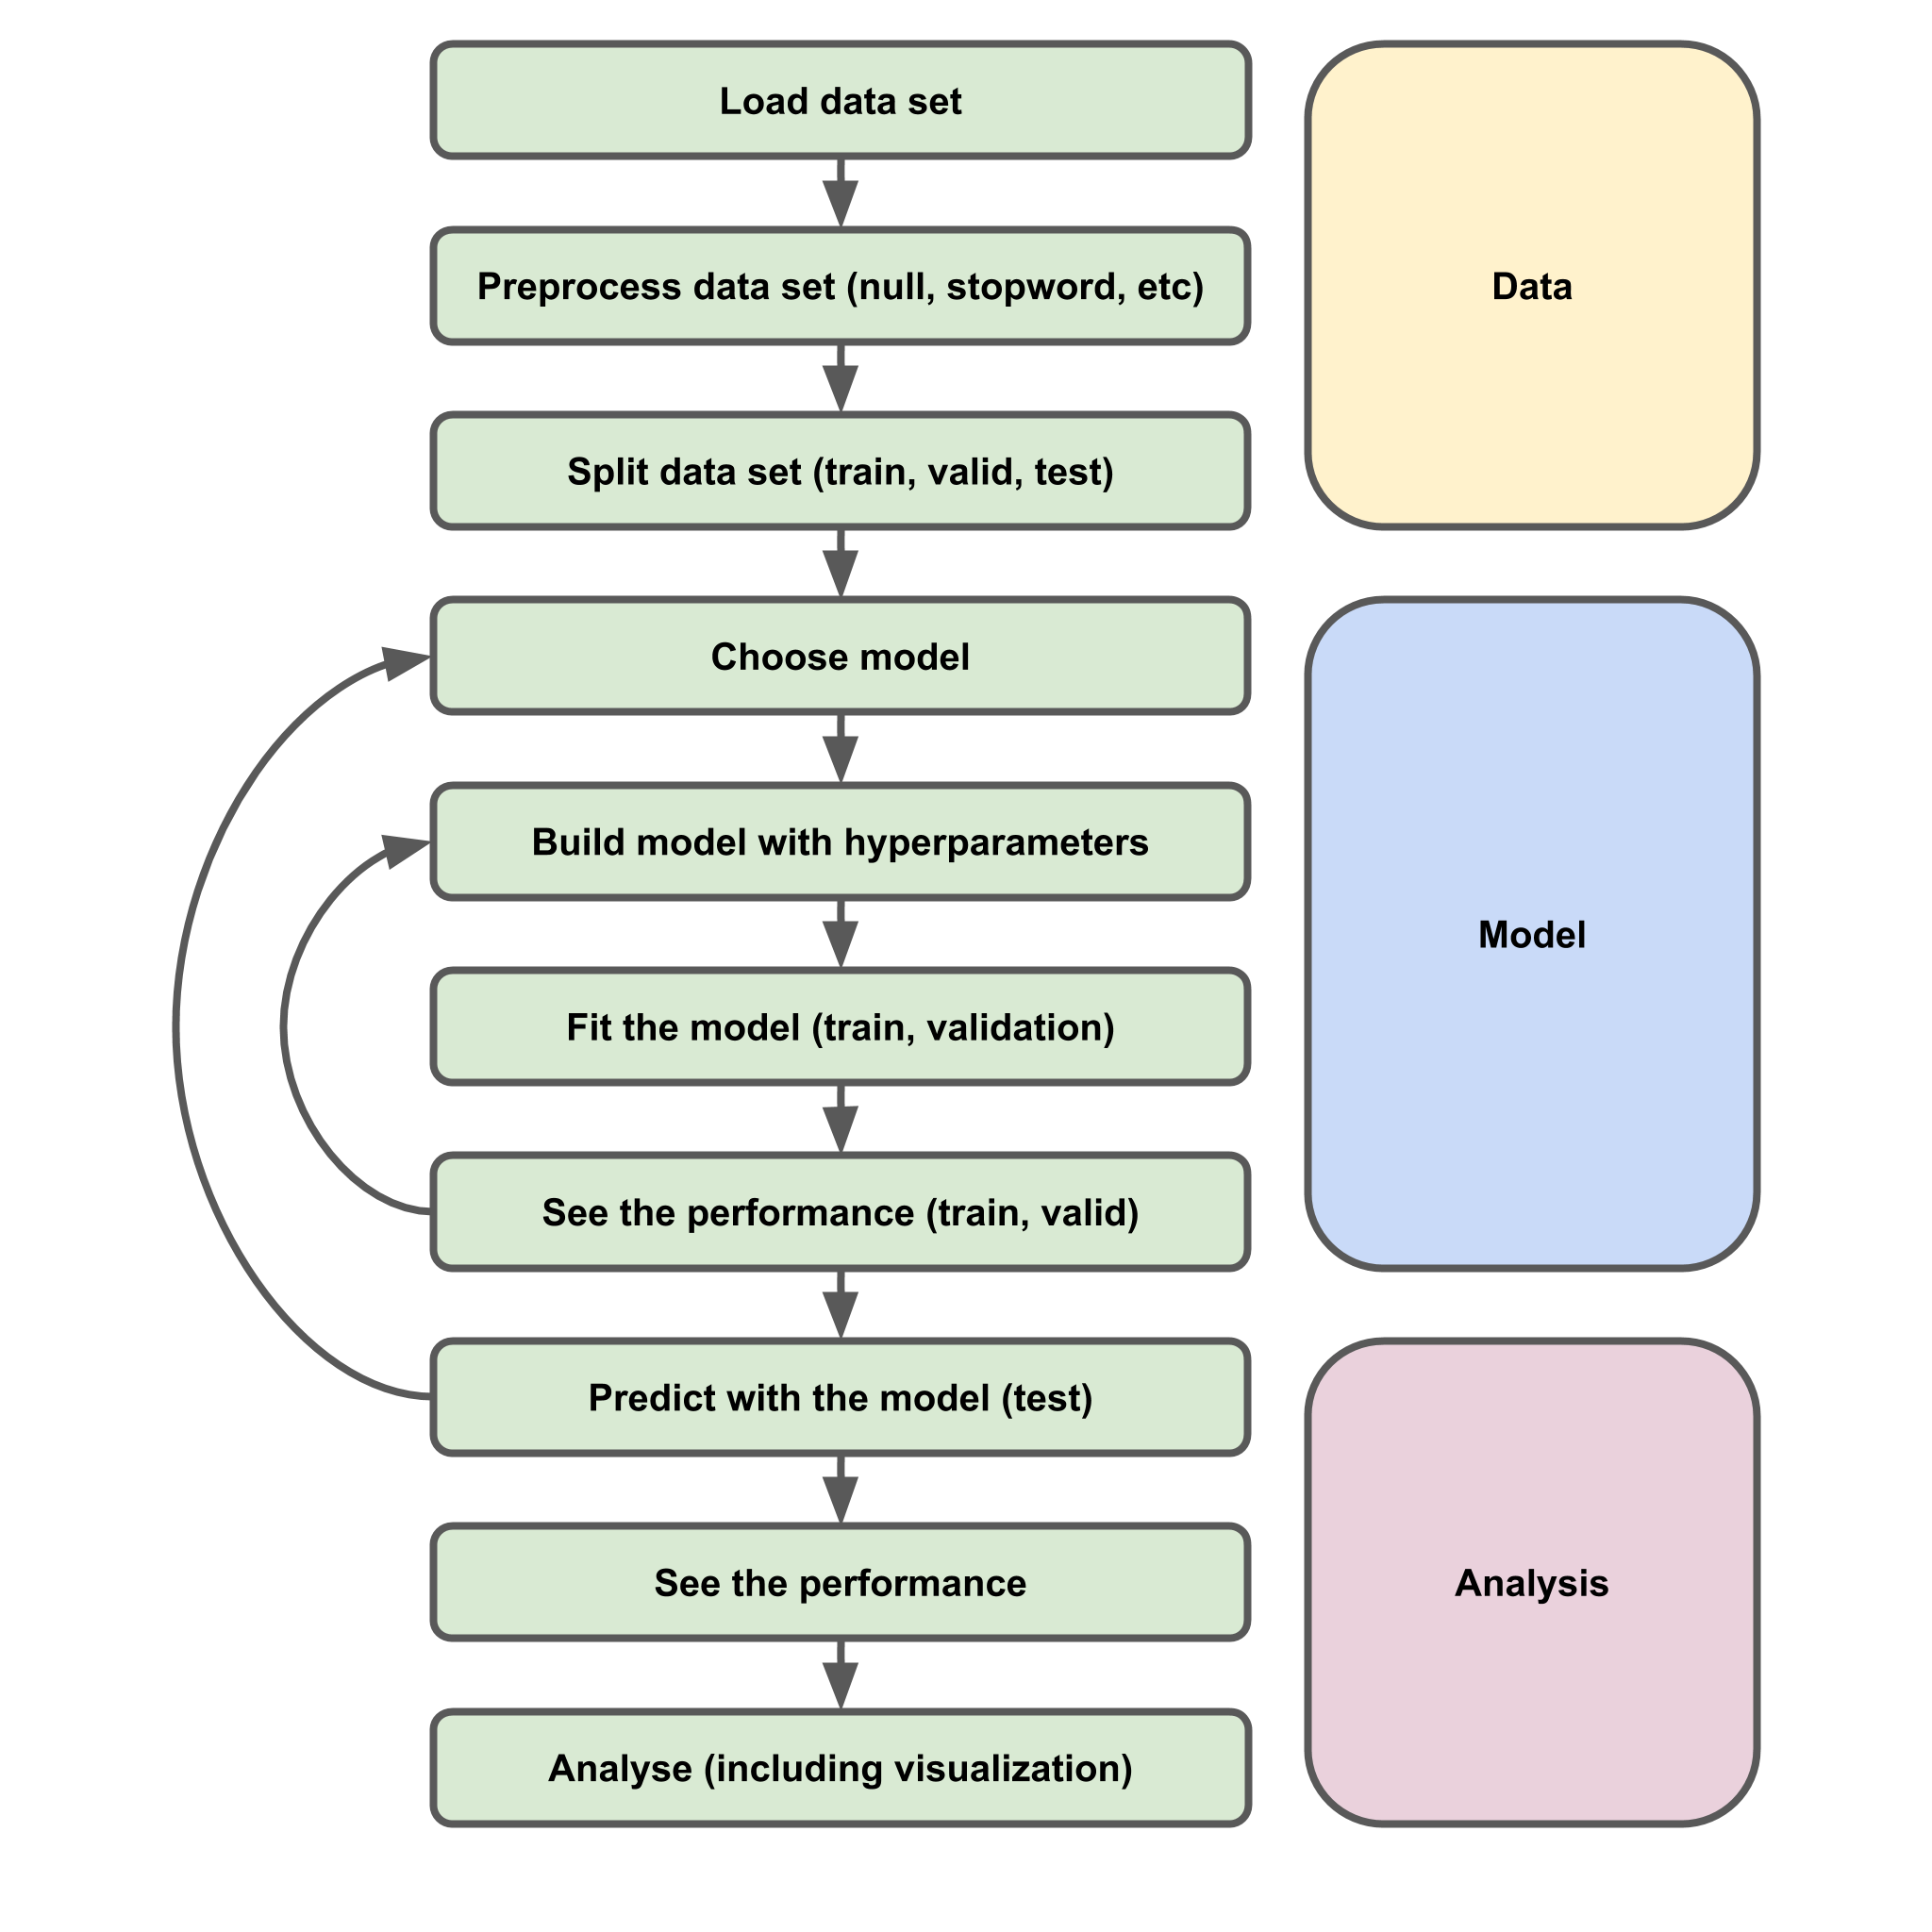 Load data set
Preprocess data set (null, stopword, etc)
Data
Split data set (train, valid, test)
Choose model
Build model with hyperparameters
Model
Fit the model (train, validation)
See the performance (train, valid)
Predict with the model (test)
See the performance
Analysis
Analyse (including visualization)